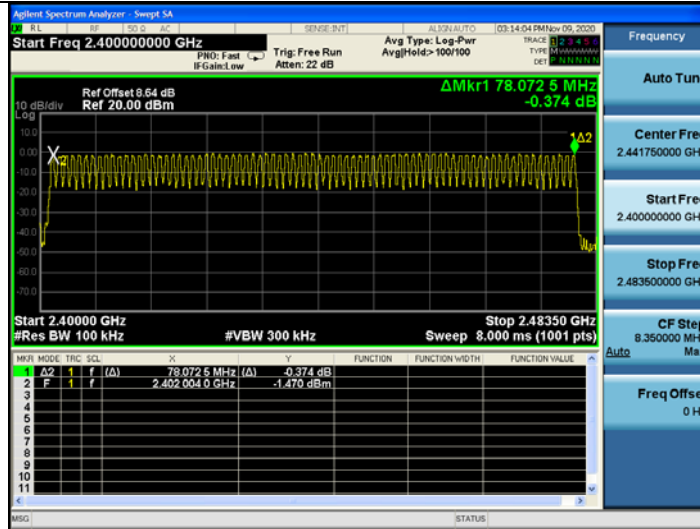 Agilent Spectrum Analyzer - Swept SA
RL RF 50 Ω AC SENSE:INT ALIGNAUTO 03:14:04 PM Nov 09, 2020
Start Freq 2.400000000 GHz
PNO: Fast
IFGain:Low
Trig: Free Run
Atten: 22 dB
Avg Type: Log-Pwr
Avg|Hold:> 100/100
TRACE 1 2 3 4 5 6
TYPE
DET P N N N N N
ΔMkr1 78.072 5 MHz
-0.374 dB
Ref Offset 8.64 dB
10 dB/div Ref 20.00 dBm
Log
10.0
0.00
-10.0
-20.0
-30.0
-40.0
-50.0
-60.0
-70.0
X2
1Δ2
Start 2.40000 GHz Stop 2.48350 GHz
#Res BW 100 kHz #VBW 300 kHz Sweep 8.000 ms (1001 pts)
MKR MODE TRC SCL X Y FUNCTION FUNCTION WIDTH FUNCTION VALUE
1 Δ2 1 f (Δ) 78.072 5 MHz (Δ) -0.374 dB
2 F 1 f 2.402 004 0 GHz -1.470 dBm
3
4
5
6
7
8
9
10
11
MSG STATUS
Frequency
Auto Tun
Center Fre
2.441750000 GH
Start Fre
2.400000000 GH
Stop Fre
2.483500000 GH
CF Step
8.350000 MH
Auto Ma
Freq Offse
0 H